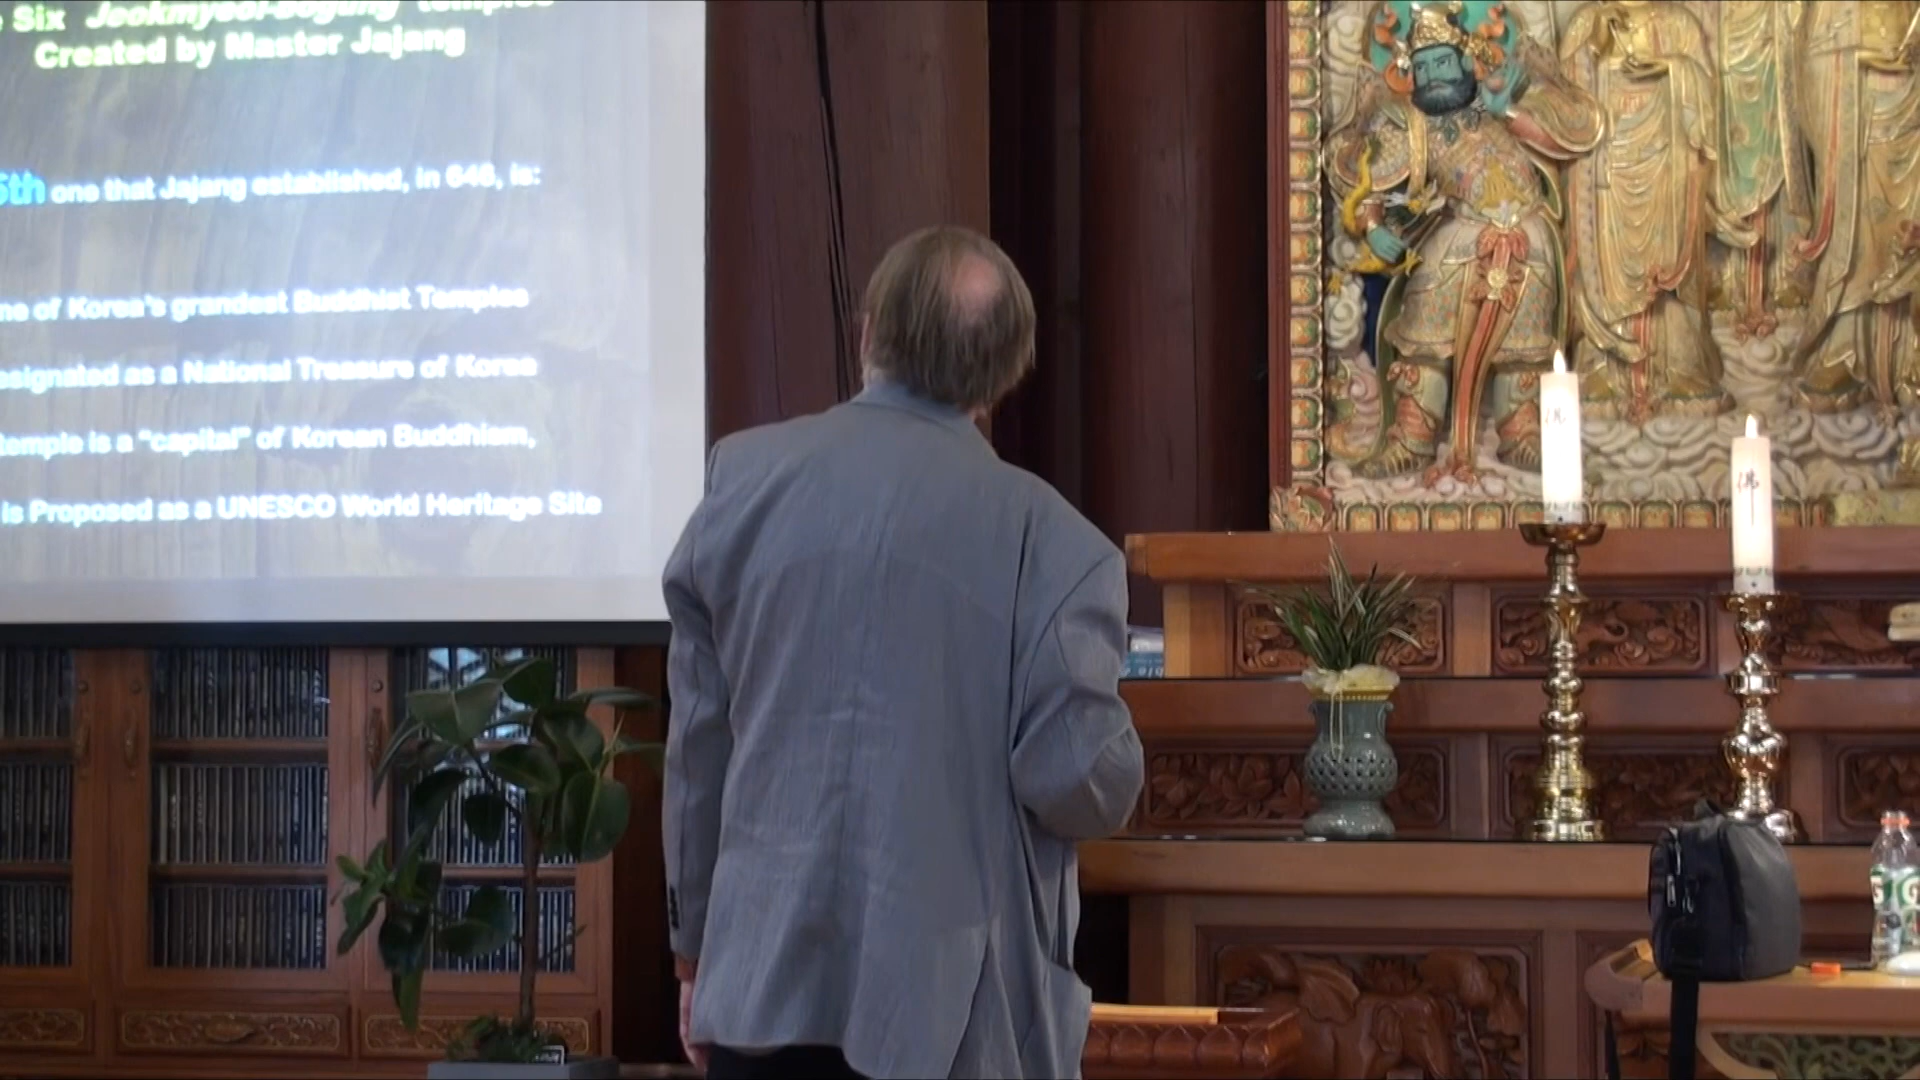 Six Jeokmyeol-bogung temples
Created by Master Jajang
5th one that Jajang established, in 646, is:
ne of Korea's grandest Buddhist Temples
esignated as a National Treasure of Korea
temple is a "capital" of Korean Buddhism,
is Proposed as a UNESCO World Heritage Site
佛